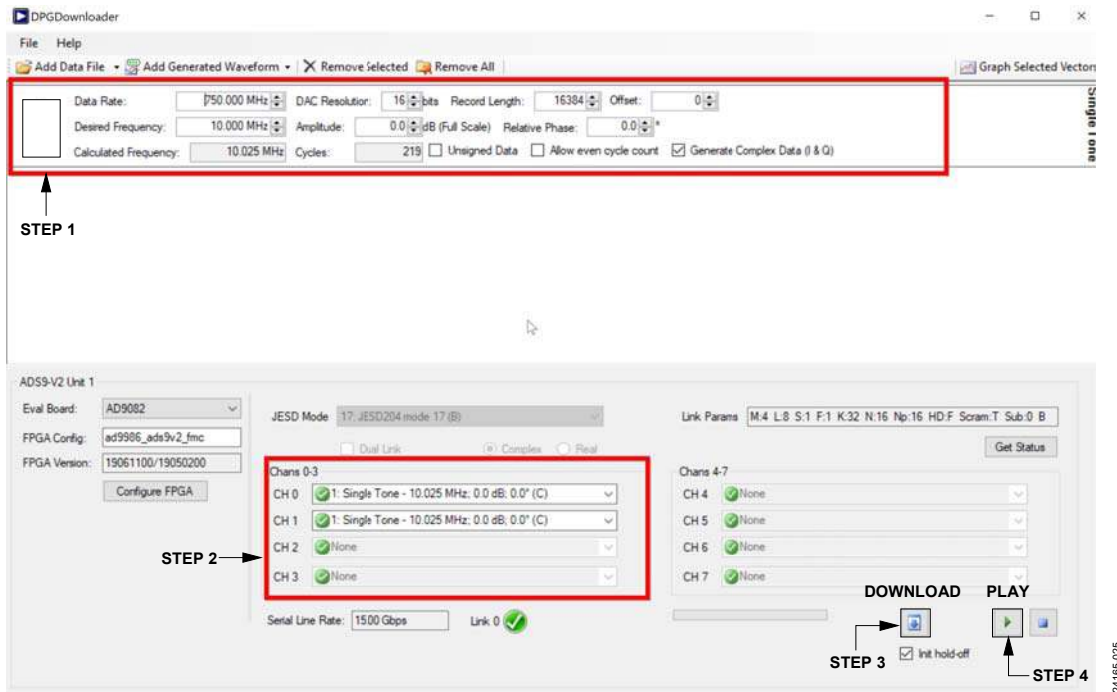 DPGDownloader
File Help
Add Data File Add Generated Waveform Remove Selected Remove All Graph Selected Vectors
Data Rate: 750.000 MHz DAC Resolution: 16 bits Record Length: 16384 Offset: 0
Desired Frequency: 10.000 MHz Amplitude: 0.0 dB (Full Scale) Relative Phase: 0.0 °
Calculated Frequency: 10.025 MHz Cycles: 219 Unsigned Data Allow even cycle count Generate Complex Data (I & Q)
Single Tone
STEP 1
ADS9-V2 Unit 1
Eval Board: AD9082
FPGA Config: ad9986_ads9v2_fmc
FPGA Version: 19061100/19050200
Configure FPGA
JESD Mode 17: JESD204 mode 17 (B)
Dual Link Complex Real
Link Params M:4 L:8 S:1 F:1 K:32 N:16 Np:16 HD:F Scram:T Sub:0 B
Get Status
Chans 0-3
CH 0 1: Single Tone - 10.025 MHz; 0.0 dB; 0.0° (C)
CH 1 1: Single Tone - 10.025 MHz; 0.0 dB; 0.0° (C)
CH 2 None
CH 3 None
STEP 2
Chans 4-7
CH 4 None
CH 5 None
CH 6 None
CH 7 None
Serial Line Rate: 15.00 Gbps Link 0
DOWNLOAD PLAY
Init hold-off
STEP 3
STEP 4
24165-025